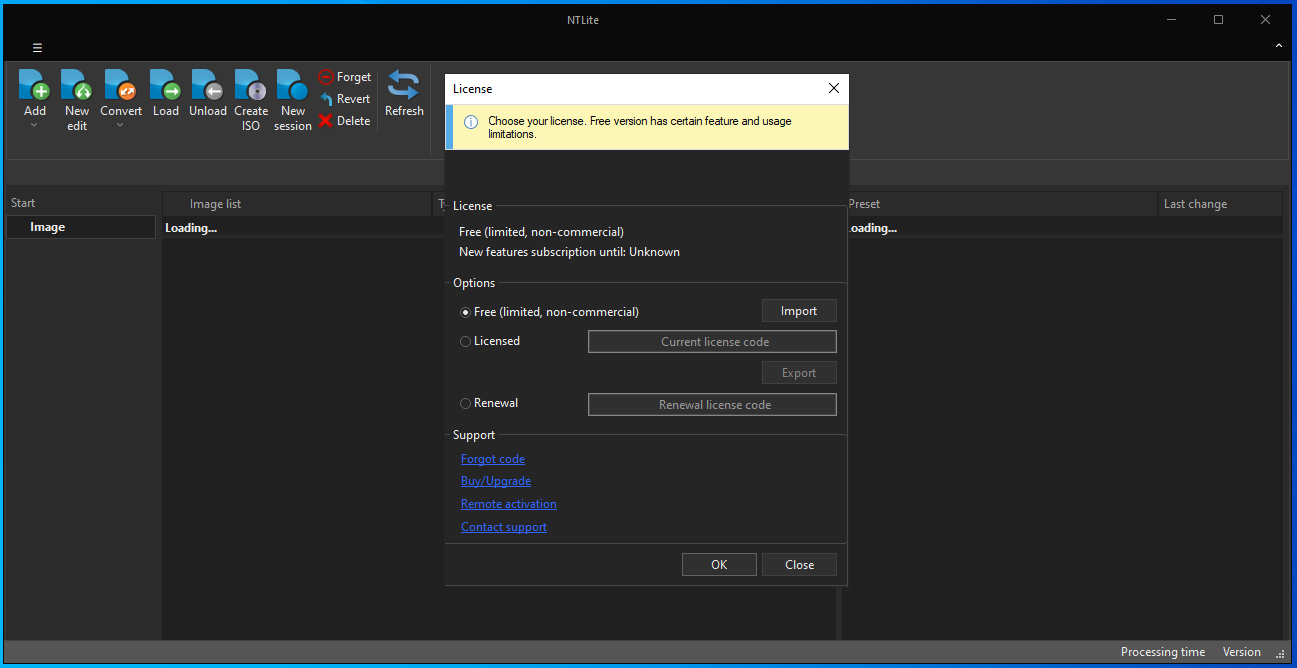 NTLite
Add
New edit
Convert
Load
Unload
Create ISO
New session
Forget
Revert
Delete
Refresh
Start
Image
Image list
Loading...
Preset
Last change
oading...
License
Choose your license. Free version has certain feature and usage
limitations.
License
Free (limited, non-commercial)
New features subscription until: Unknown
Options
Free (limited, non-commercial)
Import
Licensed
Current license code
Export
Renewal
Renewal license code
Support
Forgot code
Buy/Upgrade
Remote activation
Contact support
OK
Close
Processing time
Version